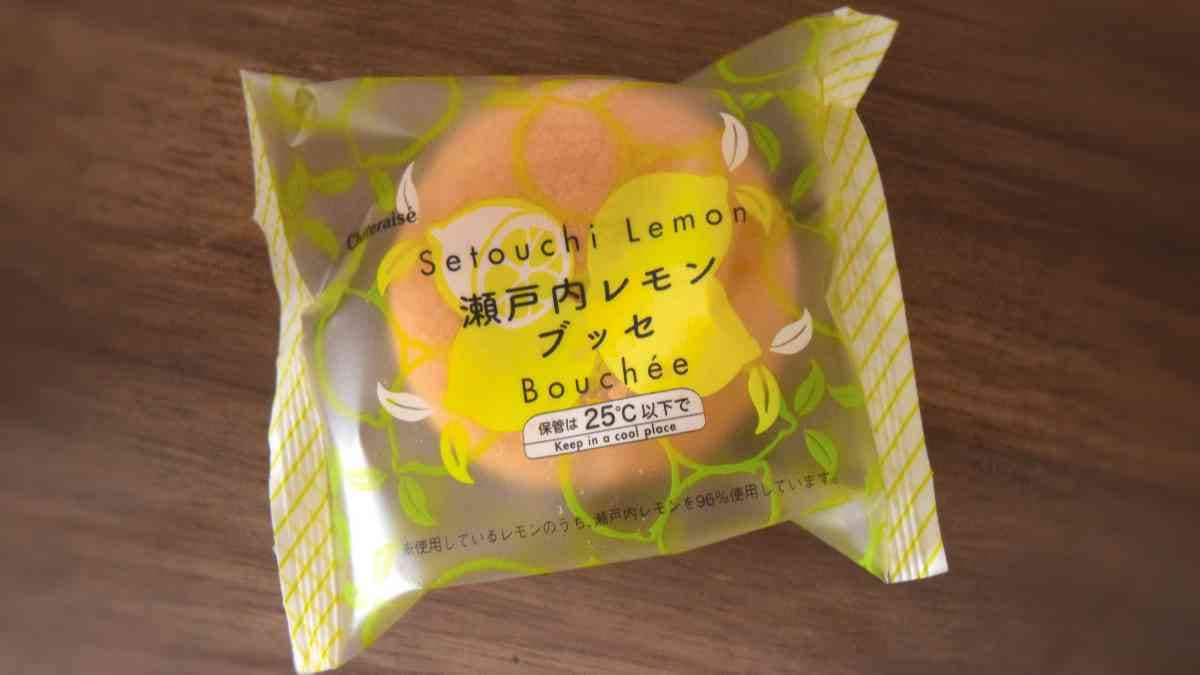 Chateraisé
Setouchi Lemon
瀬戸内レモン
ブッセ
Bouchée
保管は 25℃ 以下で
Keep in a cool place
※使用しているレモンのうち、瀬戸内レモンを96%使用しています。